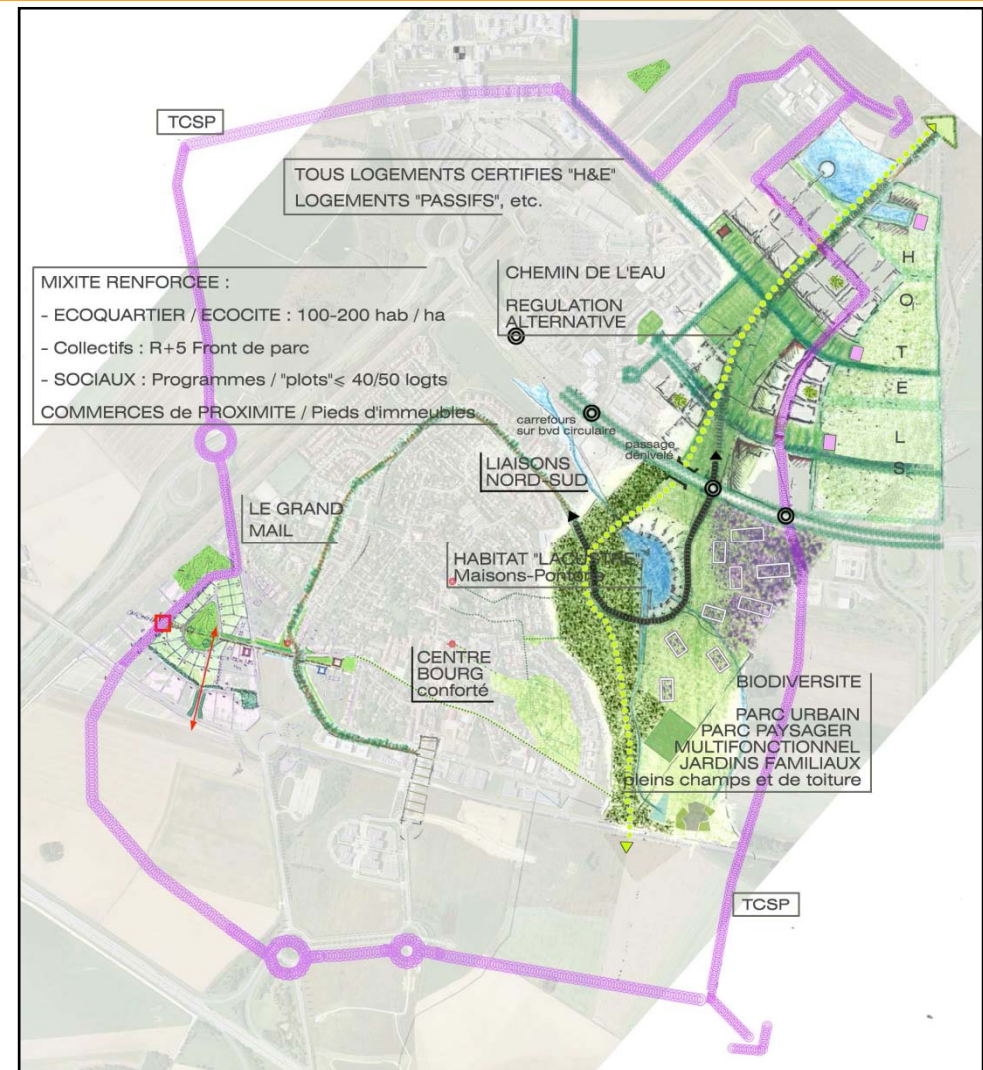 TCSP
TOUS LOGEMENTS CERTIFIES "H&E"
LOGEMENTS "PASSIFS", etc.
MIXITE RENFORCEE :
- ECOQUARTIER / ECOCITE : 100-200 hab / ha
- Collectifs : R+5 Front de parc
- SOCIAUX : Programmes / "plots"≤ 40/50 logts
COMMERCES de PROXIMITE / Pieds d'immeubles
CHEMIN DE L'EAU
REGULATION
ALTERNATIVE
H
O
T
E
L
S
carrefours
sur bvd circulaire
passage
dénivelé
LIAISONS
NORD-SUD
LE GRAND
MAIL
HABITAT "LACUSTRE"
Maisons-Pontons
CENTRE
BOURG
conforté
BIODIVERSITE
PARC URBAIN
PARC PAYSAGER
MULTIFONCTIONNEL
JARDINS FAMILIAUX
pleins champs et de toiture
TCSP